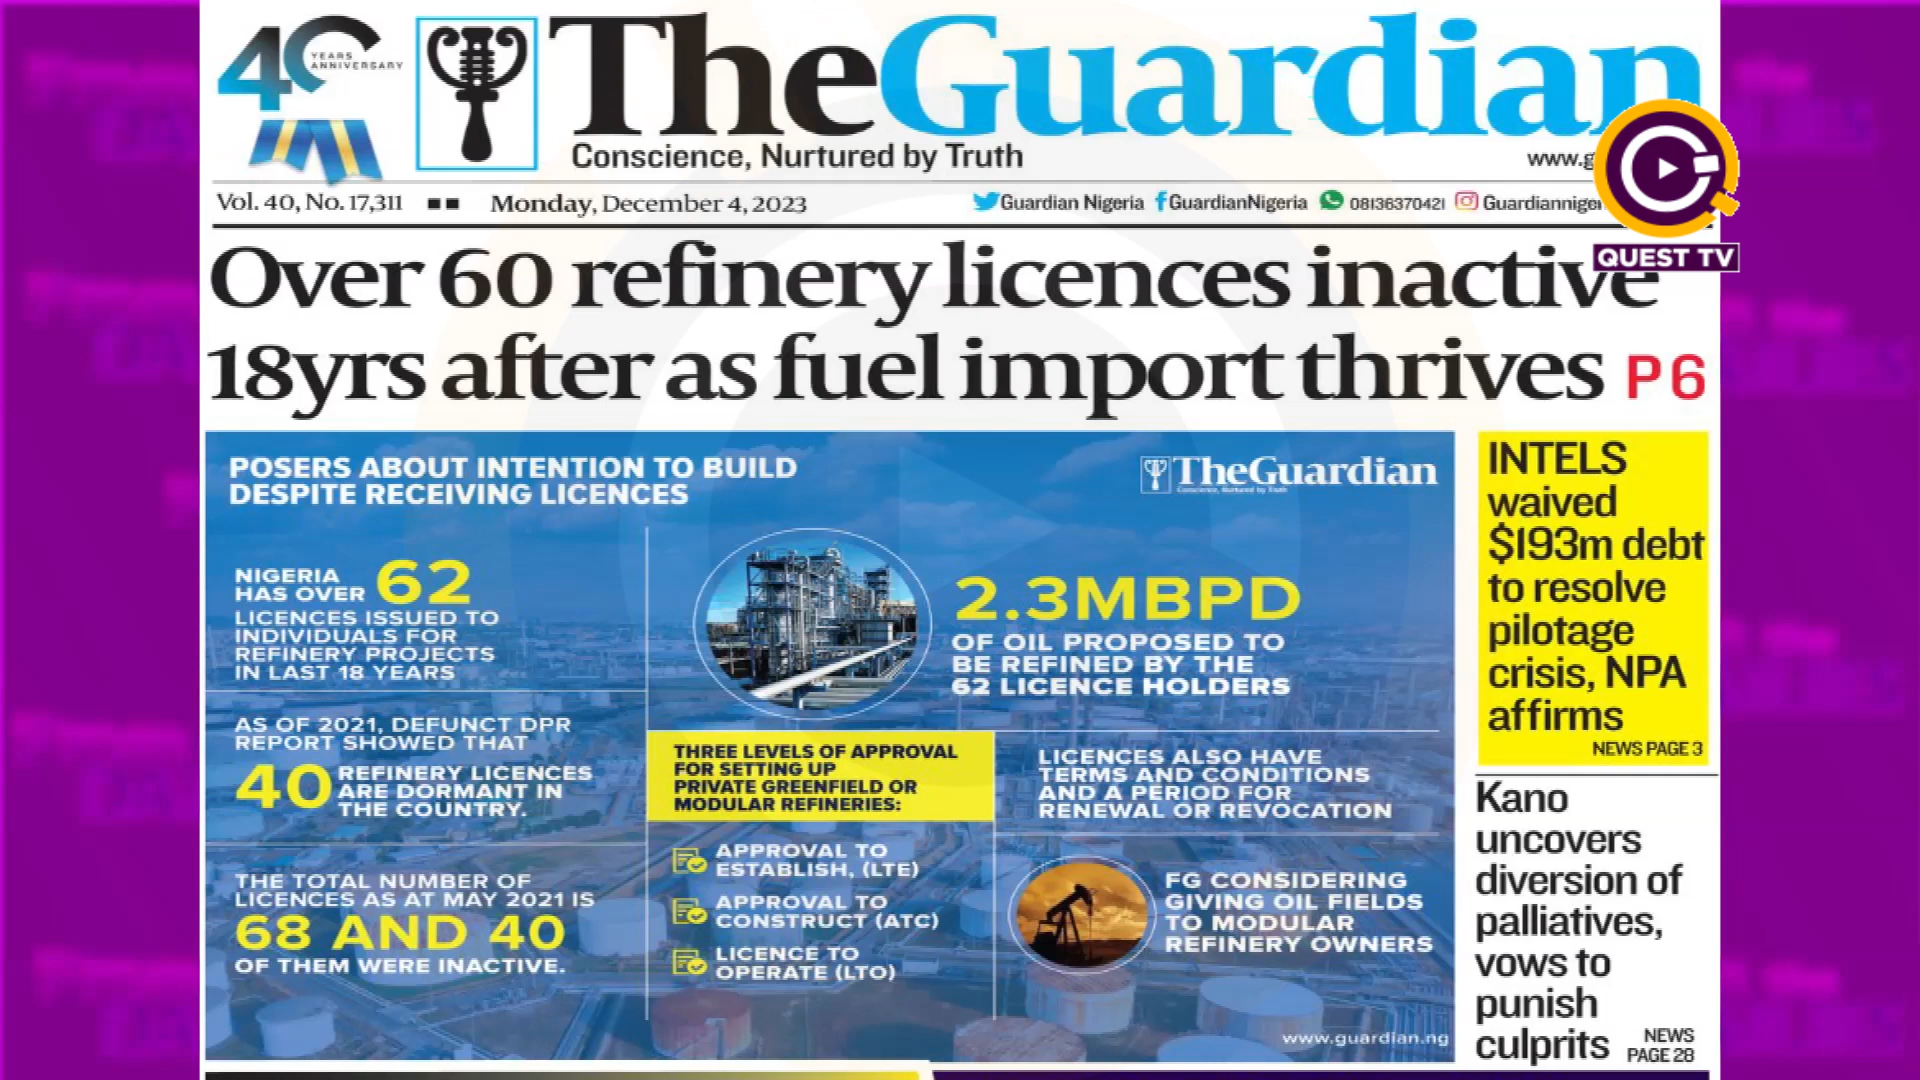 40 YEARS
ANNIVERSARY
TheGuardian
Conscience, Nurtured by Truth
www.g
Vol. 40, No. 17,311 Monday, December 4, 2023 Guardian Nigeria GuardianNigeria 08136370421 Guardianniger
QUEST TV
Over 60 refinery licences inactive
18yrs after as fuel import thrives P 6
POSERS ABOUT INTENTION TO BUILD
DESPITE RECEIVING LICENCES
TheGuardian
Conscience, Nurtured by Truth
NIGERIA
HAS OVER 62
LICENCES ISSUED TO
INDIVIDUALS FOR
REFINERY PROJECTS
IN LAST 18 YEARS
AS OF 2021, DEFUNCT DPR
REPORT SHOWED THAT
40 REFINERY LICENCES
ARE DORMANT IN
THE COUNTRY.
THE TOTAL NUMBER OF
LICENCES AS AT MAY 2021 IS
68 AND 40
OF THEM WERE INACTIVE.
2.3MBPD
OF OIL PROPOSED TO
BE REFINED BY THE
62 LICENCE HOLDERS
THREE LEVELS OF APPROVAL
FOR SETTING UP
PRIVATE GREENFIELD OR
MODULAR REFINERIES:
APPROVAL TO
ESTABLISH, (LTE)
APPROVAL TO
CONSTRUCT (ATC)
LICENCE TO
OPERATE (LTO)
LICENCES ALSO HAVE
TERMS AND CONDITIONS
AND A PERIOD FOR
RENEWAL OR REVOCATION
FG CONSIDERING
GIVING OIL FIELDS
TO MODULAR
REFINERY OWNERS
www.guardian.ng
INTELS
waived
$193m debt
to resolve
pilotage
crisis, NPA
affirms
NEWS PAGE 3
Kano
uncovers
diversion of
palliatives,
vows to
punish
culprits NEWS
PAGE 28